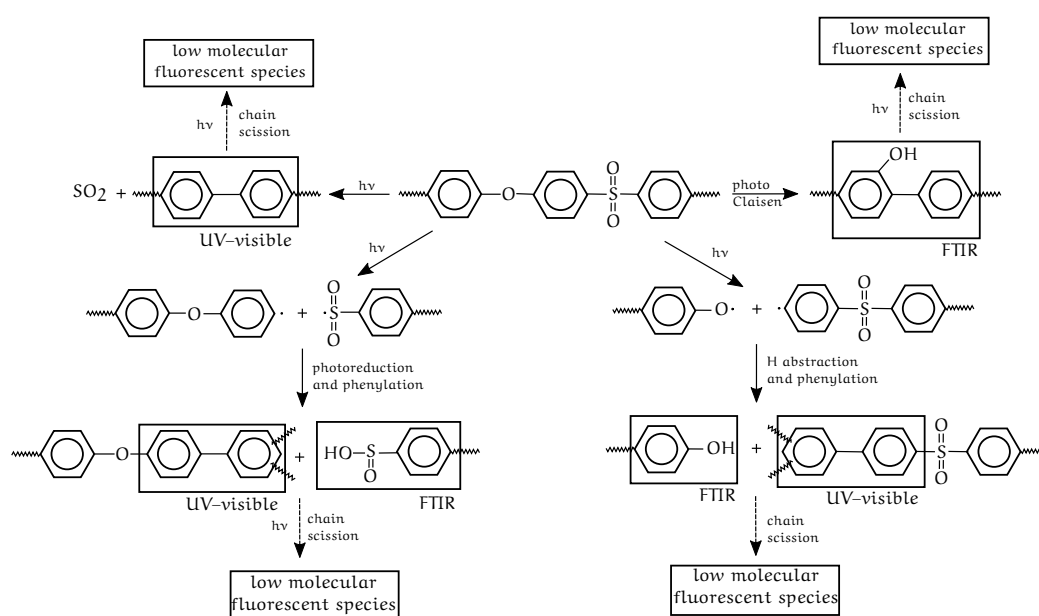 low molecular
fluorescent species
low molecular
fluorescent species
hν
chain
scission
hν
chain
scission
OH
SO2 +
hν
O
O
S
O
photo
Claisen
UV–visible
FTIR
hν
hν
O
· + ·S
O
O
O· + ·
O
S
O
photoreduction
and phenylation
H abstraction
and phenylation
O
+
HO
S
O
OH
+
O
S
O
UV–visible
FTIR
FTIR
UV–visible
hν
chain
scission
chain
scission
low molecular
fluorescent species
low molecular
fluorescent species